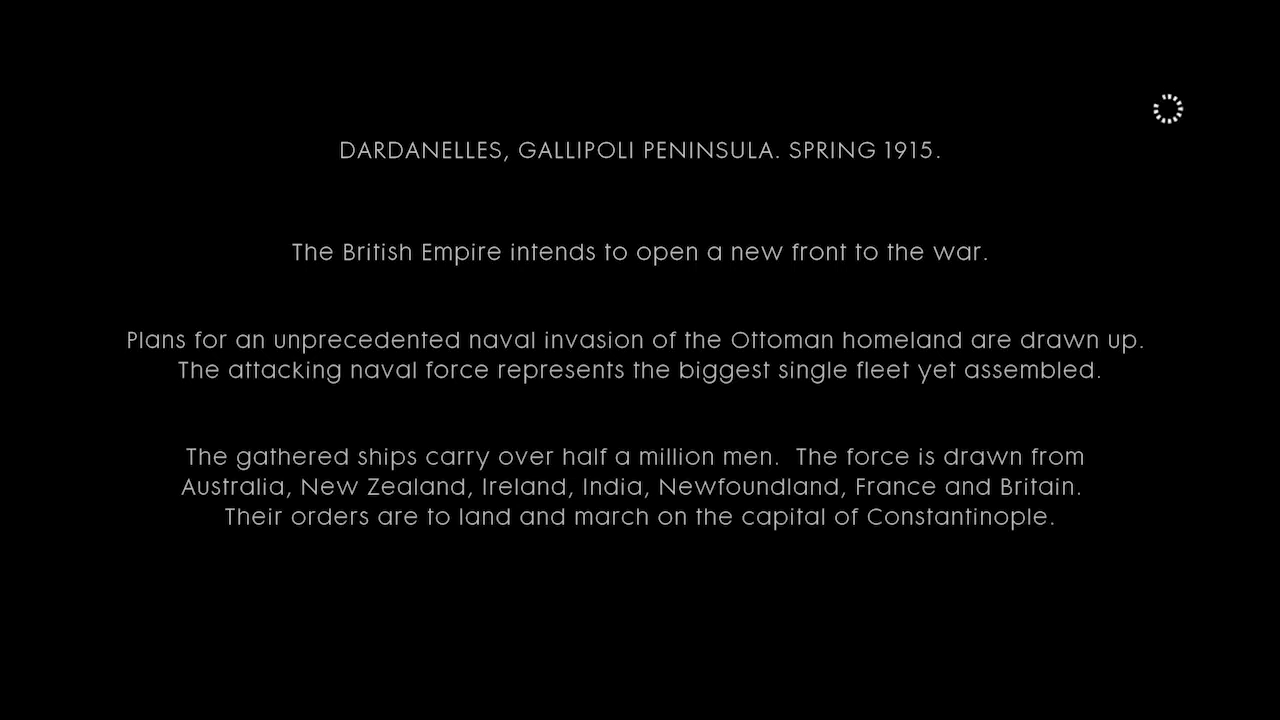 DARDANELLES, GALLIPOLI PENINSULA. SPRING 1915.
The British Empire intends to open a new front to the war.
Plans for an unprecedented naval invasion of the Ottoman homeland are drawn up.
The attacking naval force represents the biggest single fleet yet assembled.
The gathered ships carry over half a million men.  The force is drawn from
Australia, New Zealand, Ireland, India, Newfoundland, France and Britain.
Their orders are to land and march on the capital of Constantinople.